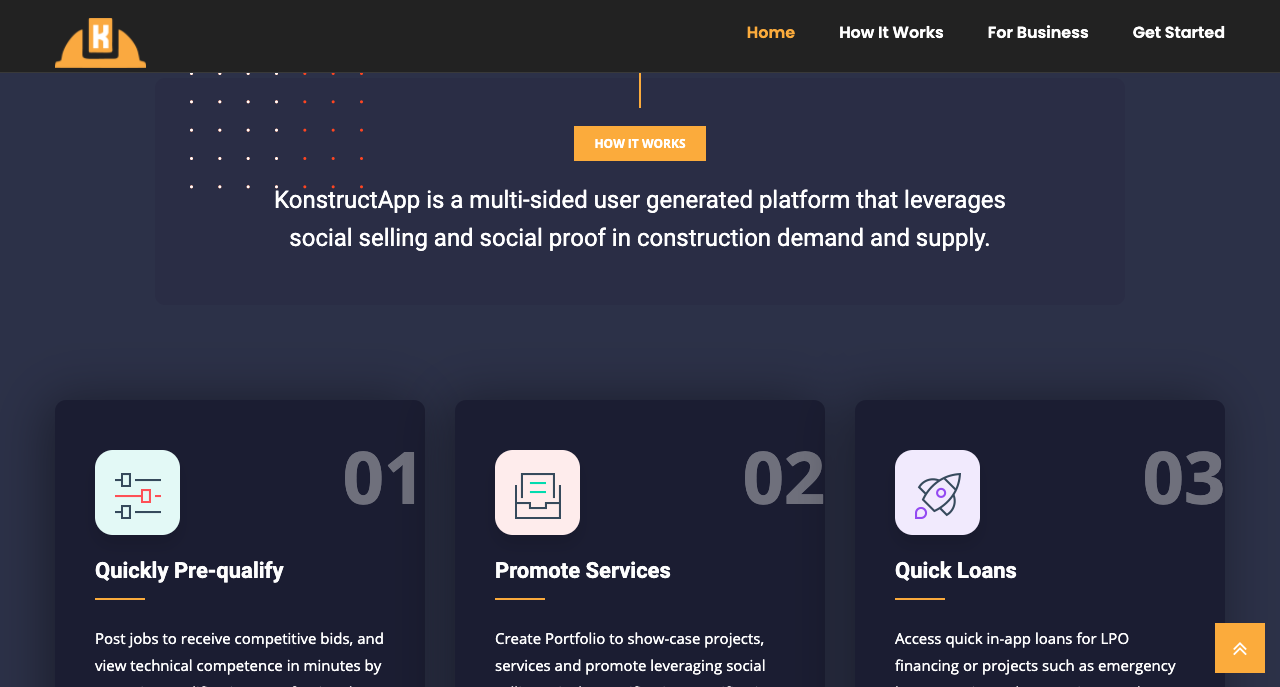 K
Home
How It Works
For Business
Get Started
HOW IT WORKS
KonstructApp is a multi-sided user generated platform that leverages
social selling and social proof in construction demand and supply.
01
Quickly Pre-qualify
Post jobs to receive competitive bids, and
view technical competence in minutes by
02
Promote Services
Create Portfolio to show-case projects,
services and promote leveraging social
03
Quick Loans
Access quick in-app loans for LPO
financing or projects such as emergency